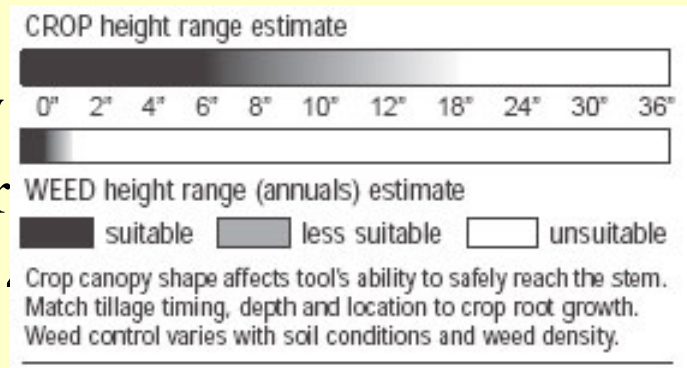 CROP height range estimate
0" 2" 4" 6" 8" 10" 12" 18" 24" 30" 36"
WEED height range (annuals) estimate
suitable less suitable unsuitable
Crop canopy shape affects tool's ability to safely reach the stem.
Match tillage timing, depth and location to crop root growth.
Weed control varies with soil conditions and weed density.